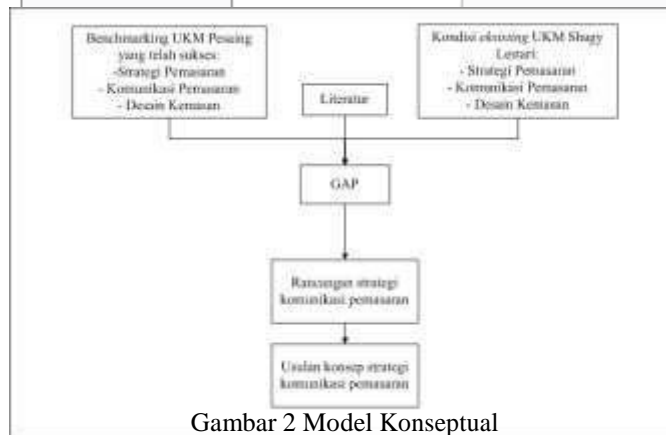 Benchmarking UKM Pesaing
yang telah sukses:
-Strategi Pemasaran
- Komunikasi Pemasaran
- Desain Kemasan
Kondisi eksisting UKM Shagy
Lestari:
- Strategi Pemasaran
- Komunikasi Pemasaran
- Desain Kemasan
Literatur
GAP
Rancangan strategi
komunikasi pemasaran
Usulan konsep strategi
komunikasi pemasaran
Gambar 2 Model Konseptual